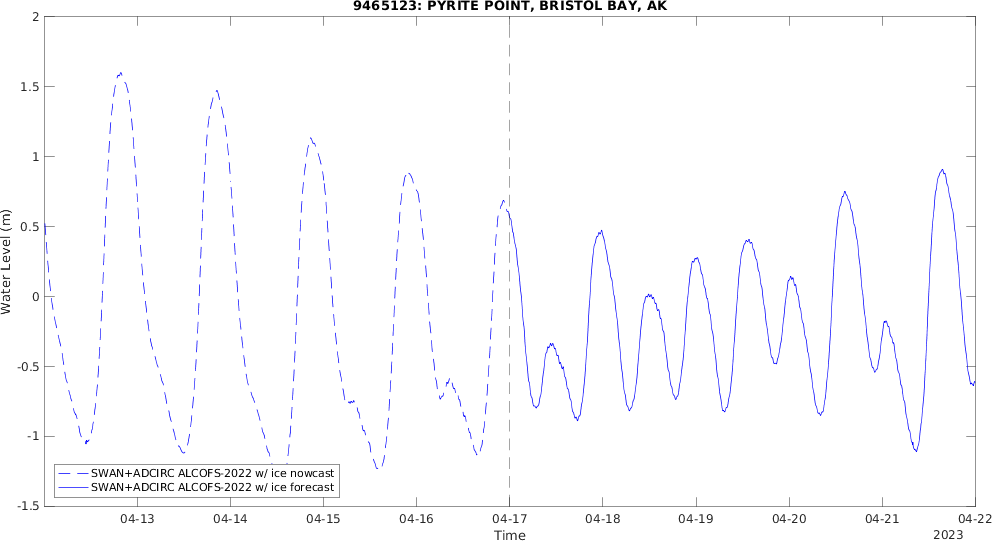 9465123: PYRITE POINT, BRISTOL BAY, AK
2
1.5
1
0.5
0
-0.5
-1
-1.5
Water Level (m)
SWAN+ADCIRC ALCOFS-2022 w/ ice nowcast
SWAN+ADCIRC ALCOFS-2022 w/ ice forecast
04-13 04-14 04-15 04-16 04-17 04-18 04-19 04-20 04-21 04-22
Time
2023